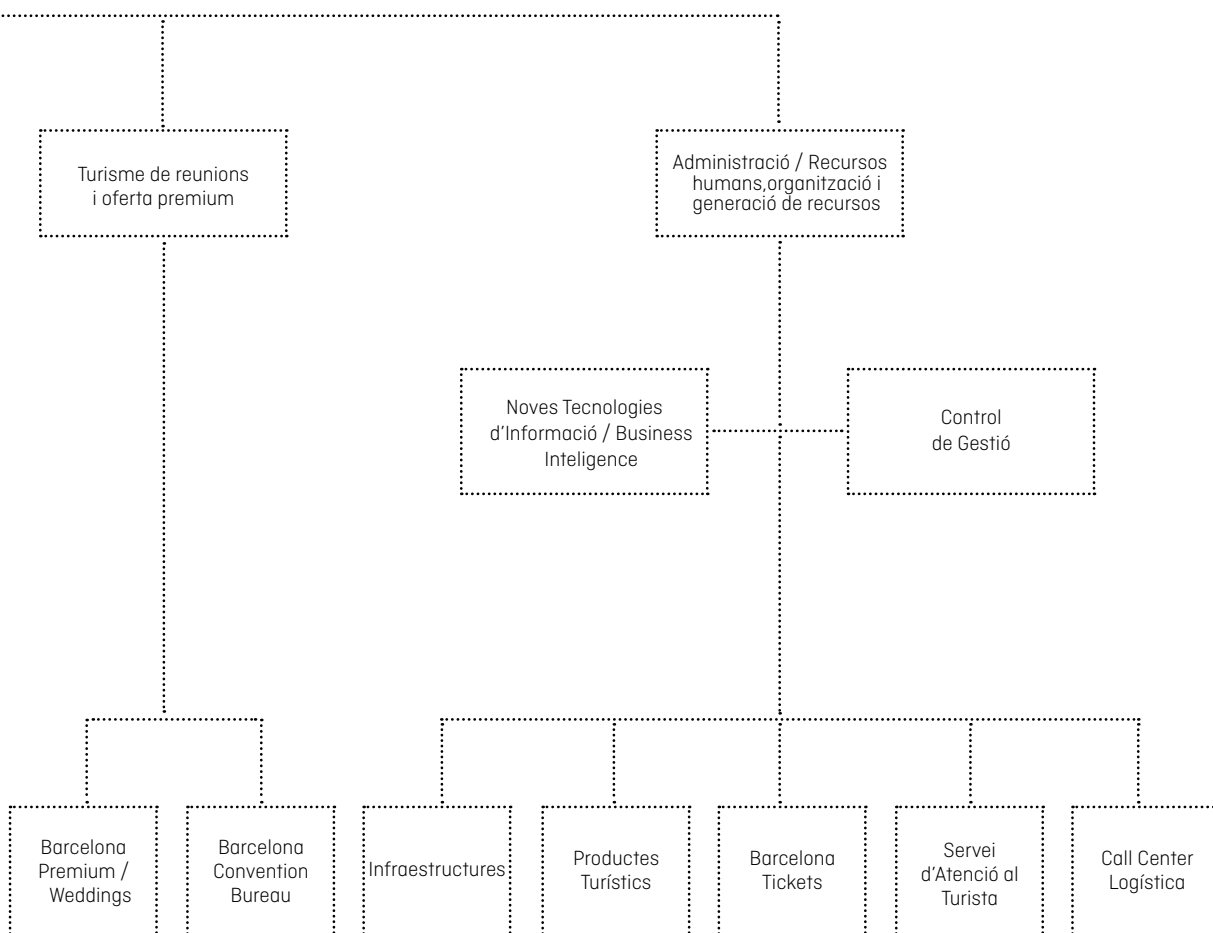 Turisme de reunions
i oferta premium
Administració / Recursos
humans,organització i
generació de recursos
Noves Tecnologies
d'Informació / Business
Inteligence
Control
de Gestió
Barcelona
Premium /
Weddings
Barcelona
Convention
Bureau
Infraestructures
Productes
Turístics
Barcelona
Tickets
Servei
d'Atenció al
Turista
Call Center
Logística